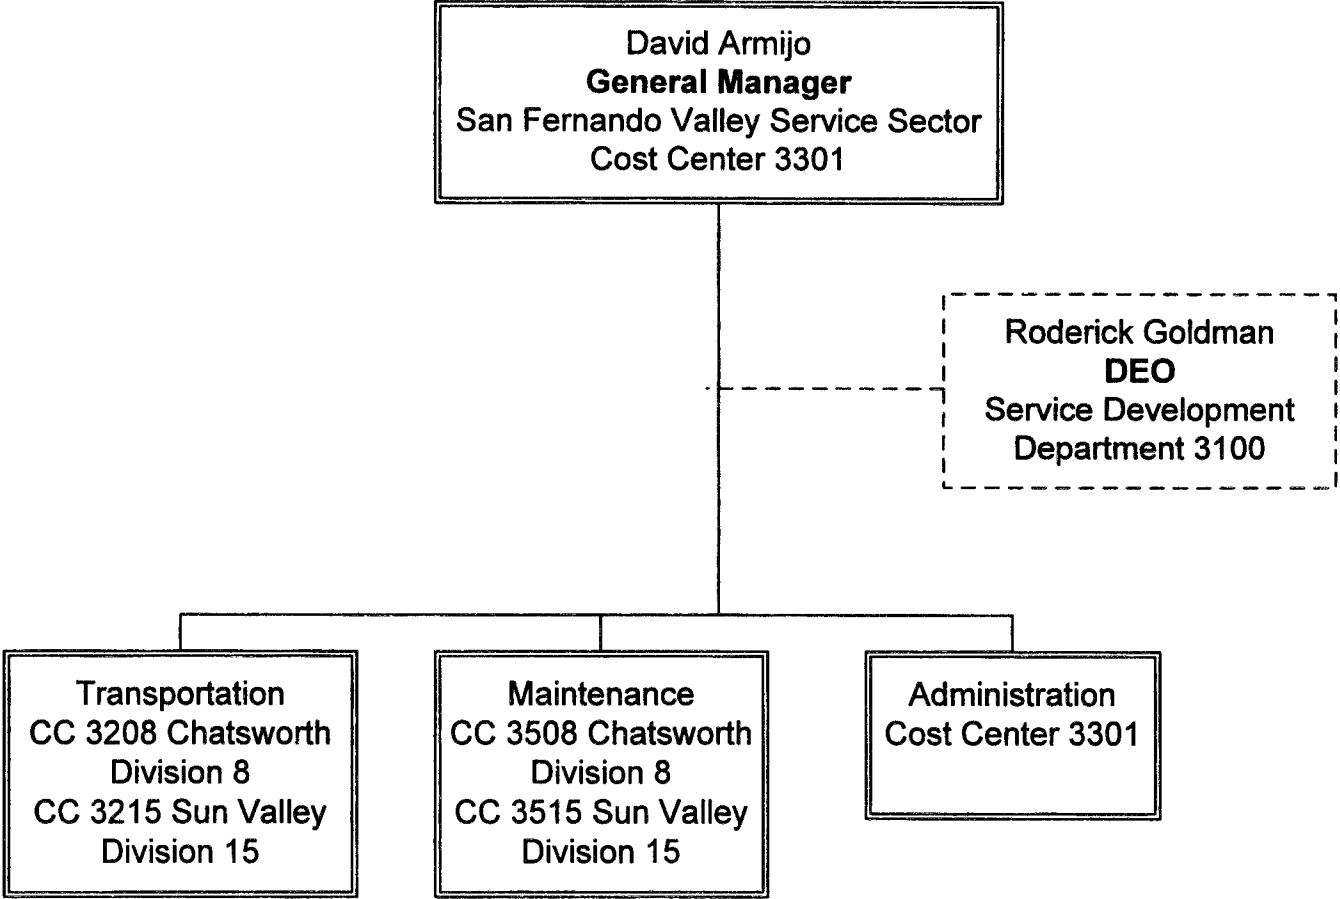 David Armijo
General Manager
San Fernando Valley Service Sector
Cost Center 3301
Roderick Goldman
DEO
Service Development
Department 3100
Transportation
CC 3208 Chatsworth
Division 8
CC 3215 Sun Valley
Division 15
Maintenance
CC 3508 Chatsworth
Division 8
CC 3515 Sun Valley
Division 15
Administration
Cost Center 3301